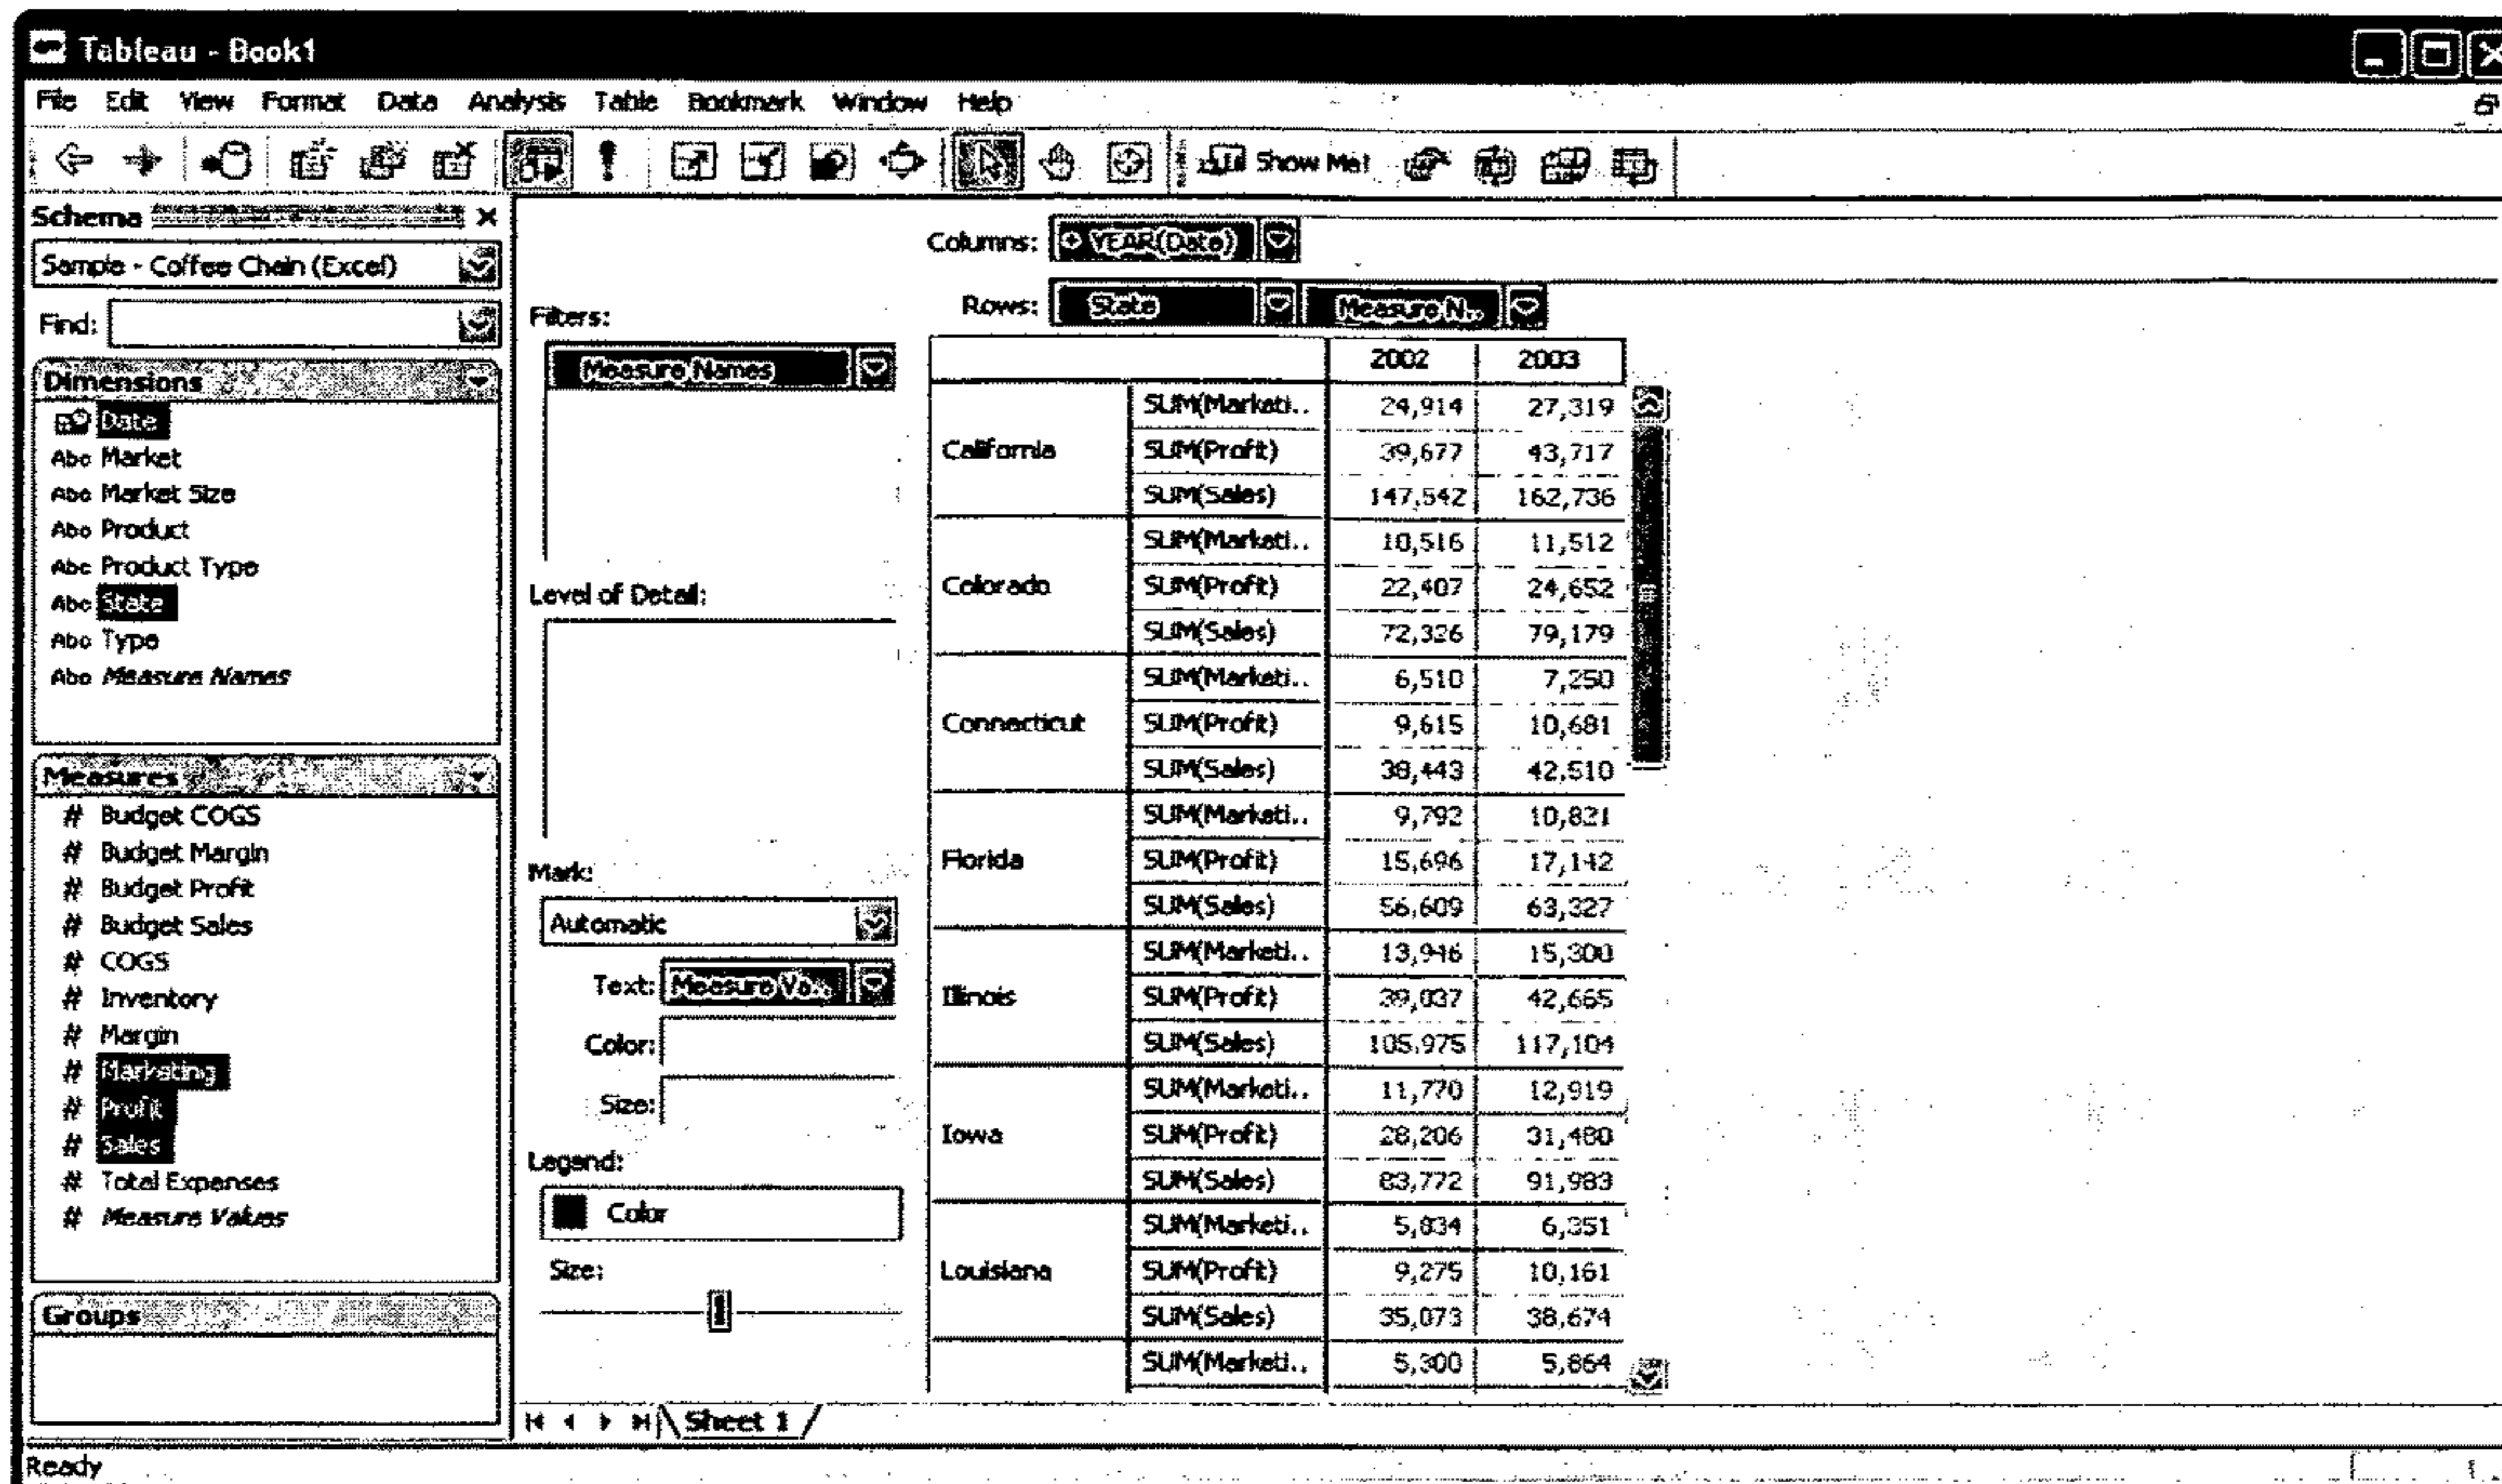 Tableau - Book1
File Edit View Format Data Analysis Table Bookmark Window Help
Show Me!
Schema
Sample - Coffee Chain (Excel)
Find:
Dimensions
Date
Abc Market
Abc Market Size
Abc Product
Abc Product Type
Abc State
Abc Type
Abc Measure Names
Measures
# Budget COGS
# Budget Margin
# Budget Profit
# Budget Sales
# COGS
# Inventory
# Margin
# Marketing
# Profit
# Sales
# Total Expenses
# Measure Values
Groups
Filters:
Measure Names
Level of Detail:
Mark:
Automatic
Text: Measure Va..
Color:
Size:
Legend:
Color
Size:
Columns: YEAR(Date)
Rows: State Measure N..
2002 2003
California
SUM(Marketi.. 24,914 27,319
SUM(Profit) 39,677 43,717
SUM(Sales) 147,542 162,736
Colorado
SUM(Marketi.. 10,516 11,512
SUM(Profit) 22,407 24,652
SUM(Sales) 72,326 79,179
Connecticut
SUM(Marketi.. 6,510 7,250
SUM(Profit) 9,615 10,681
SUM(Sales) 38,443 42,510
Florida
SUM(Marketi.. 9,792 10,821
SUM(Profit) 15,696 17,142
SUM(Sales) 56,609 63,327
Illinois
SUM(Marketi.. 13,946 15,300
SUM(Profit) 39,037 42,665
SUM(Sales) 105,975 117,104
Iowa
SUM(Marketi.. 11,770 12,919
SUM(Profit) 28,206 31,480
SUM(Sales) 83,772 91,983
Louisiana
SUM(Marketi.. 5,834 6,351
SUM(Profit) 9,275 10,161
SUM(Sales) 35,073 38,674
SUM(Marketi.. 5,300 5,864
Sheet 1
Ready